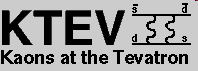 KTEV
s̄ d̄
d s
Kaons at the Tevatron